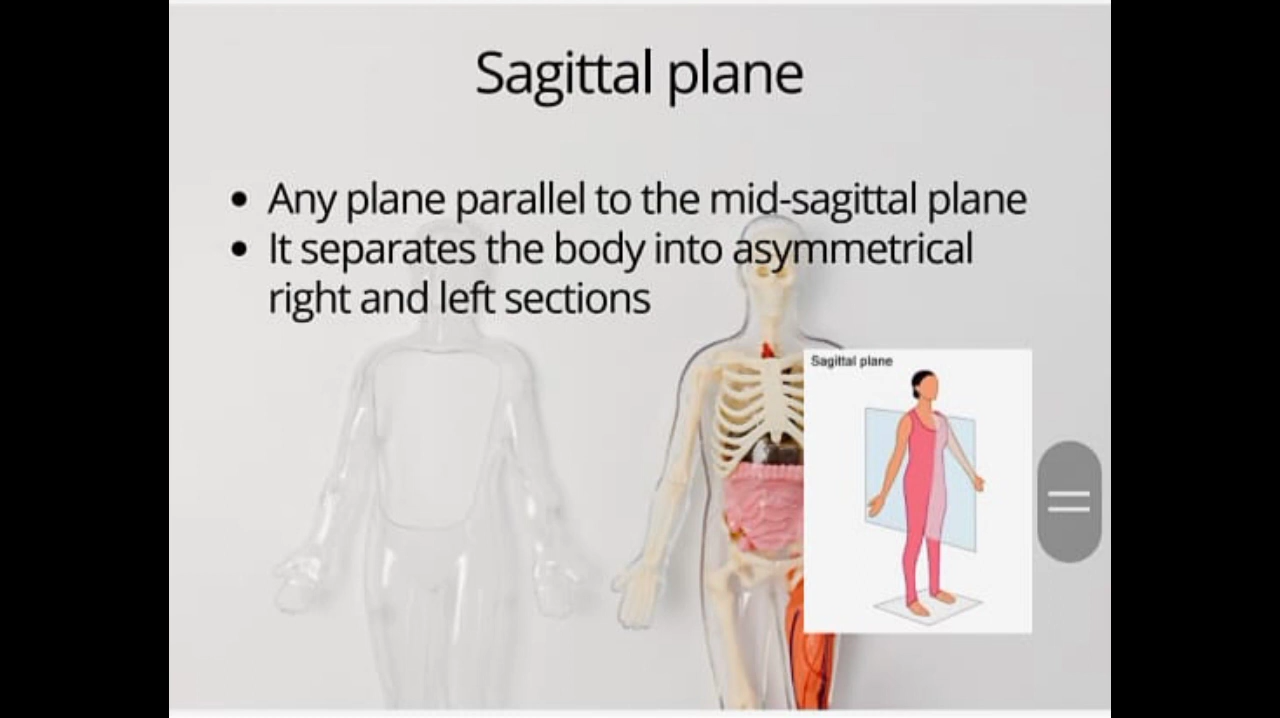 Sagittal plane
• Any plane parallel to the mid-sagittal plane
• It separates the body into asymmetrical
right and left sections
Sagittal plane